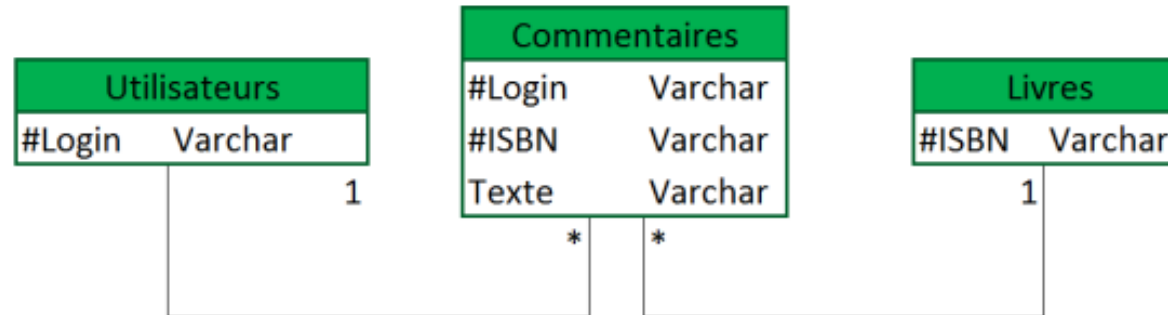 Utilisateurs
#Login Varchar
1
Commentaires
#Login Varchar
#ISBN Varchar
Texte Varchar
* *
Livres
#ISBN Varchar
1